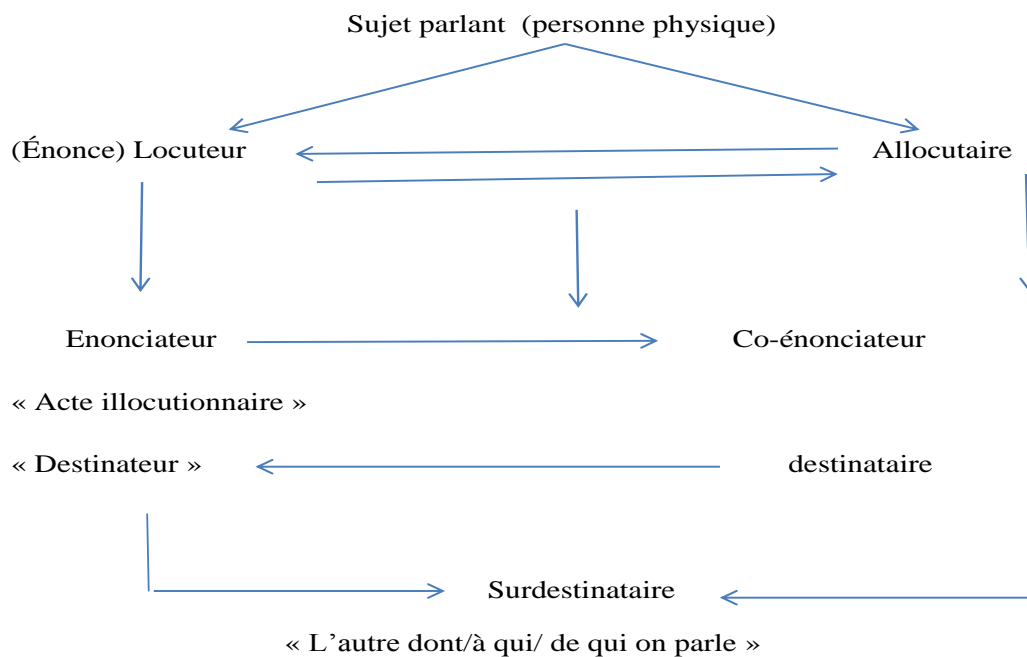 Sujet parlant (personne physique)
(Énonce) Locuteur Allocutaire
Enonciateur Co-énonciateur
« Acte illocutionnaire »
« Destinateur » destinataire
Surdestinataire
« L'autre dont/à qui/ de qui on parle »